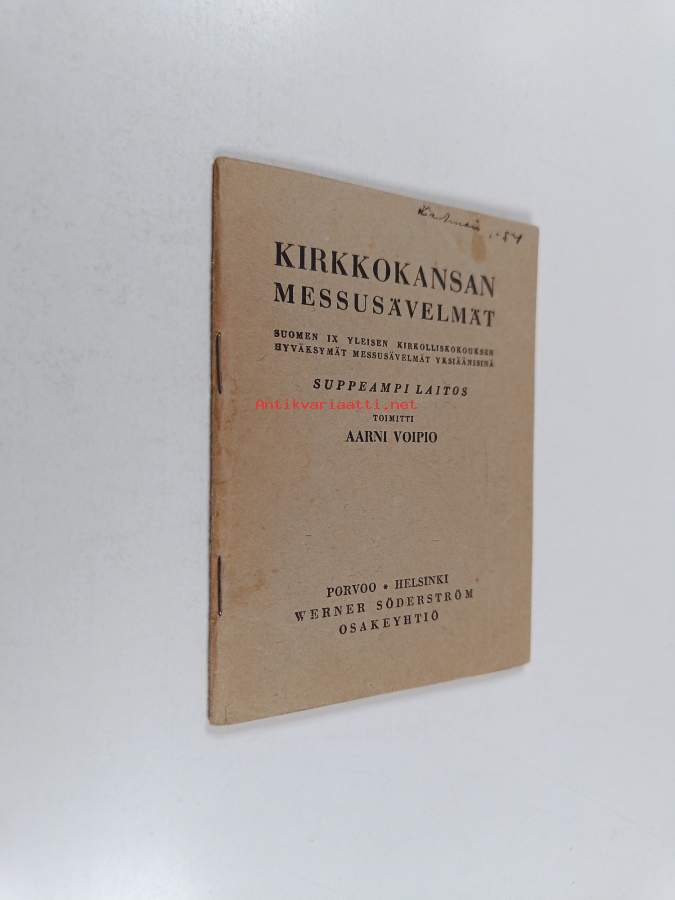 KIRKKOKANSAN
MESSUSÄVELMÄT
SUOMEN IX YLEISEN KIRKOLLISKOKOUKSEN
HYVÄKSYMÄT MESSUSÄVELMÄT YKSIÄÄNISINÄ
SUPPEAMPI LAITOS
Antikvariaatti.net
TOIMITTI
AARNI VOIPIO
PORVOO • HELSINKI
WERNER SÖDERSTRÖM
OSAKEYHTIÖ